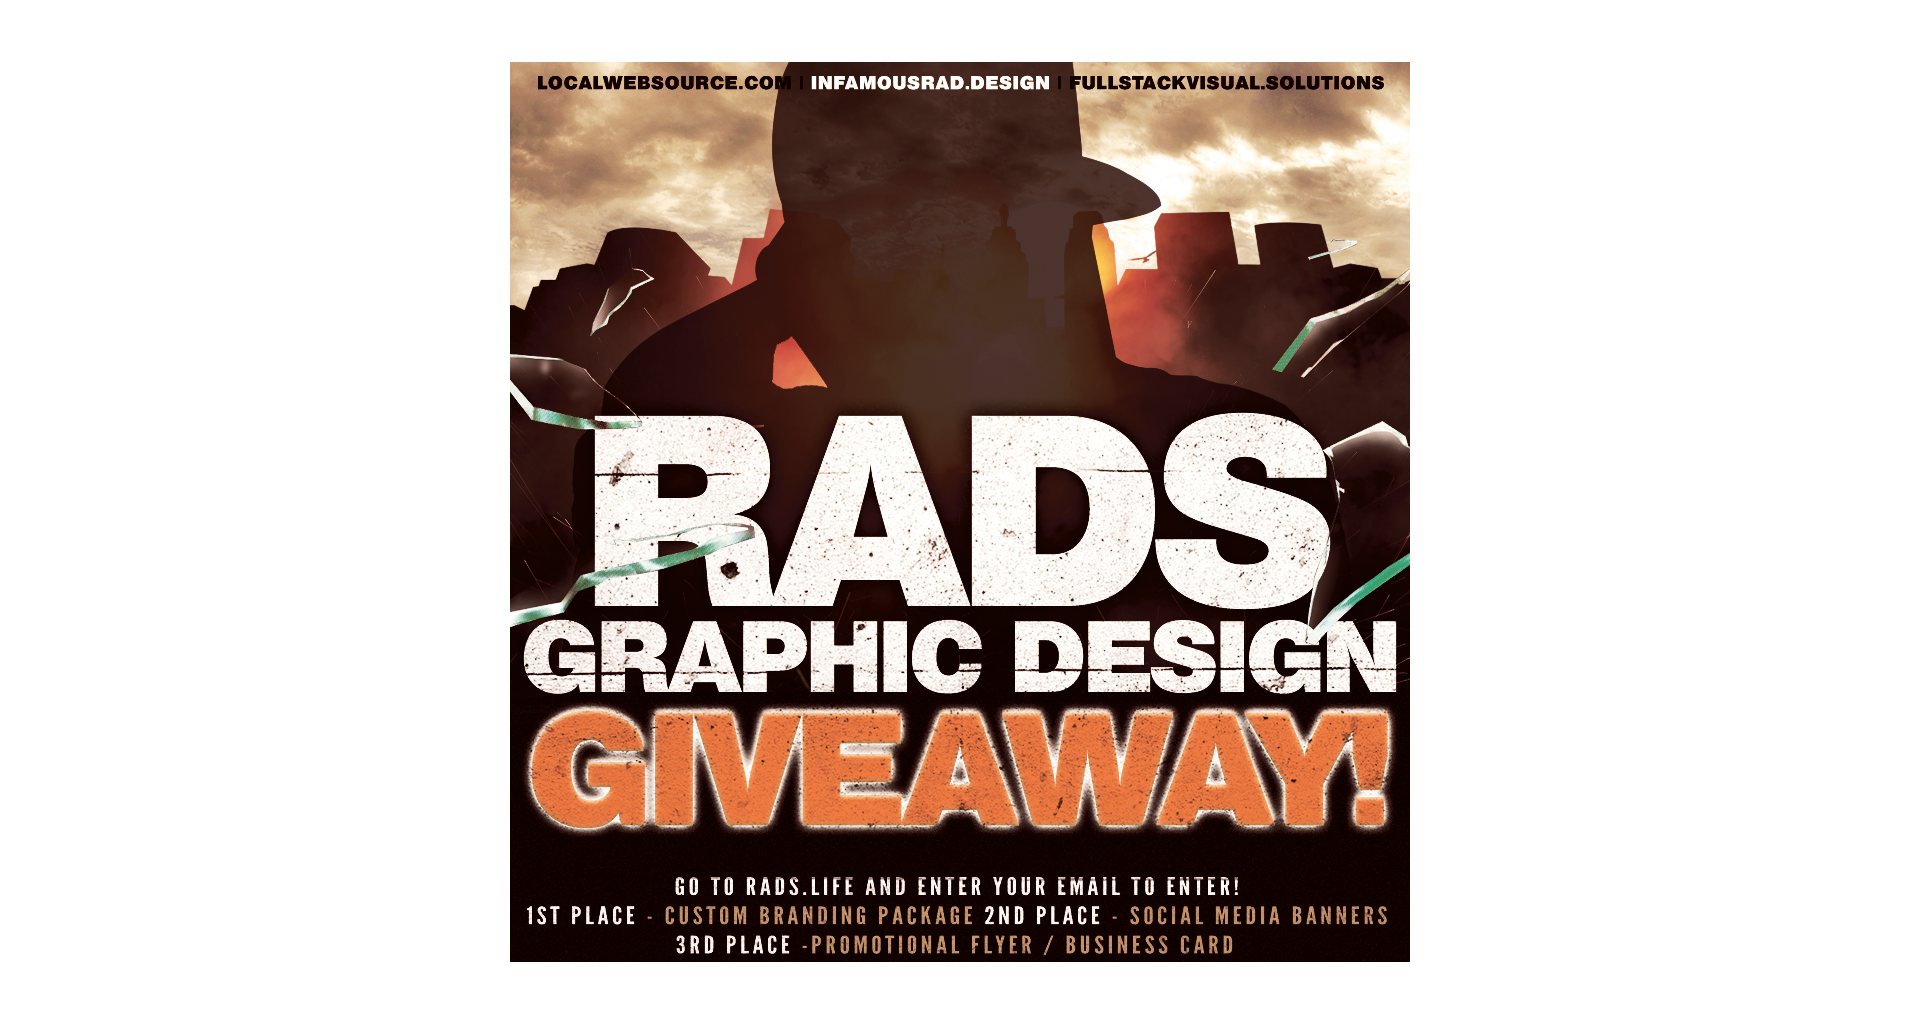 LOCALWEBSOURCE.COM | INFAMOUSRAD.DESIGN | FULLSTACKVISUAL.SOLUTIONS
RADS
GRAPHIC DESIGN
GIVEAWAY!
GO TO RADS.LIFE AND ENTER YOUR EMAIL TO ENTER!
1ST PLACE - CUSTOM BRANDING PACKAGE 2ND PLACE - SOCIAL MEDIA BANNERS
3RD PLACE -PROMOTIONAL FLYER / BUSINESS CARD